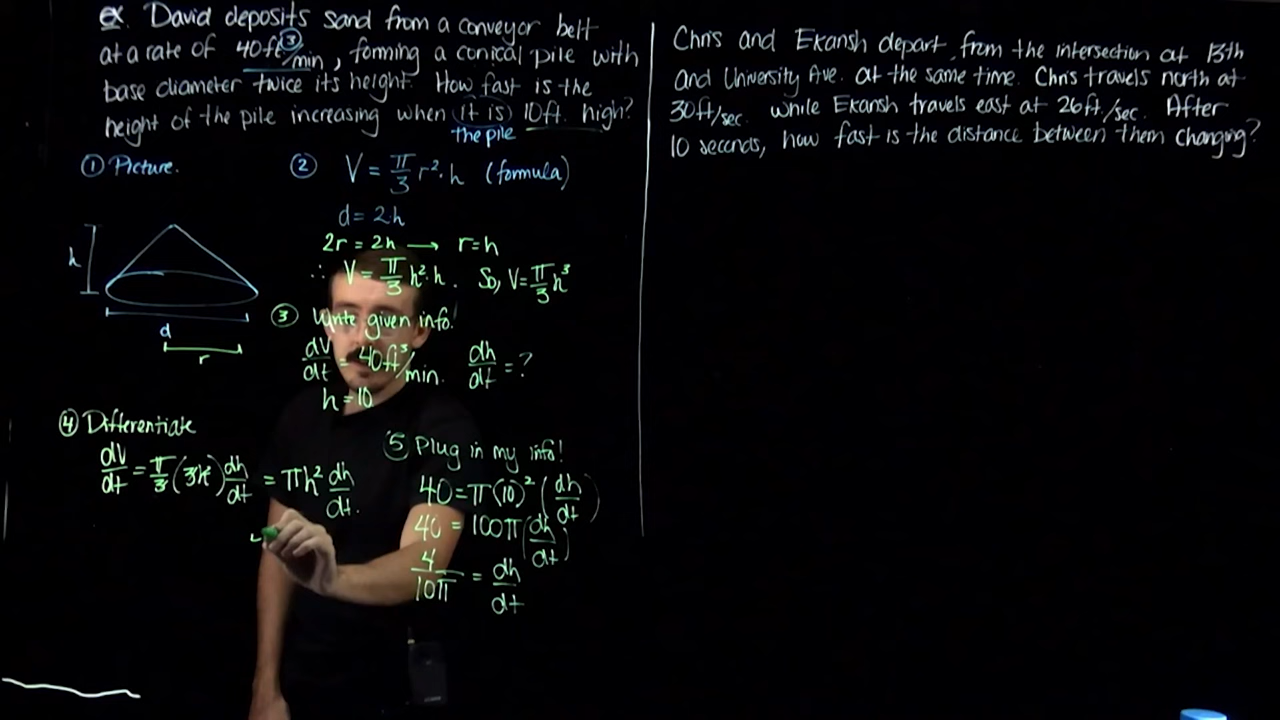 ex. David deposits sand from a conveyor belt
at a rate of 40ft³/min, forming a conical pile with
base diameter twice its height. How fast is the
height of the pile increasing when (it is) 10ft. high?
the pile
① Picture.
h
d
r
② V = π/3 r²·h (formula)
d = 2·h
2r = 2h → r=h
∴ V = π/3 h²·h. So, V = π/3 h³
③ Write given info!
dV/dt = 40ft³/min. dh/dt = ?
h = 10
④ Differentiate
dV/dt = π/3 (3h²) dh/dt = πh² dh/dt.
⑤ Plug in my info!
40 = π(10)² (dh/dt)
40 = 100π (dh/dt)
4/10π = dh/dt
Chris and Ekansh depart from the intersection at 13th
and University Ave. at the same time. Chris travels north at
30ft/sec. while Ekansh travels east at 26ft./sec. After
10 seconds, how fast is the distance between them changing?